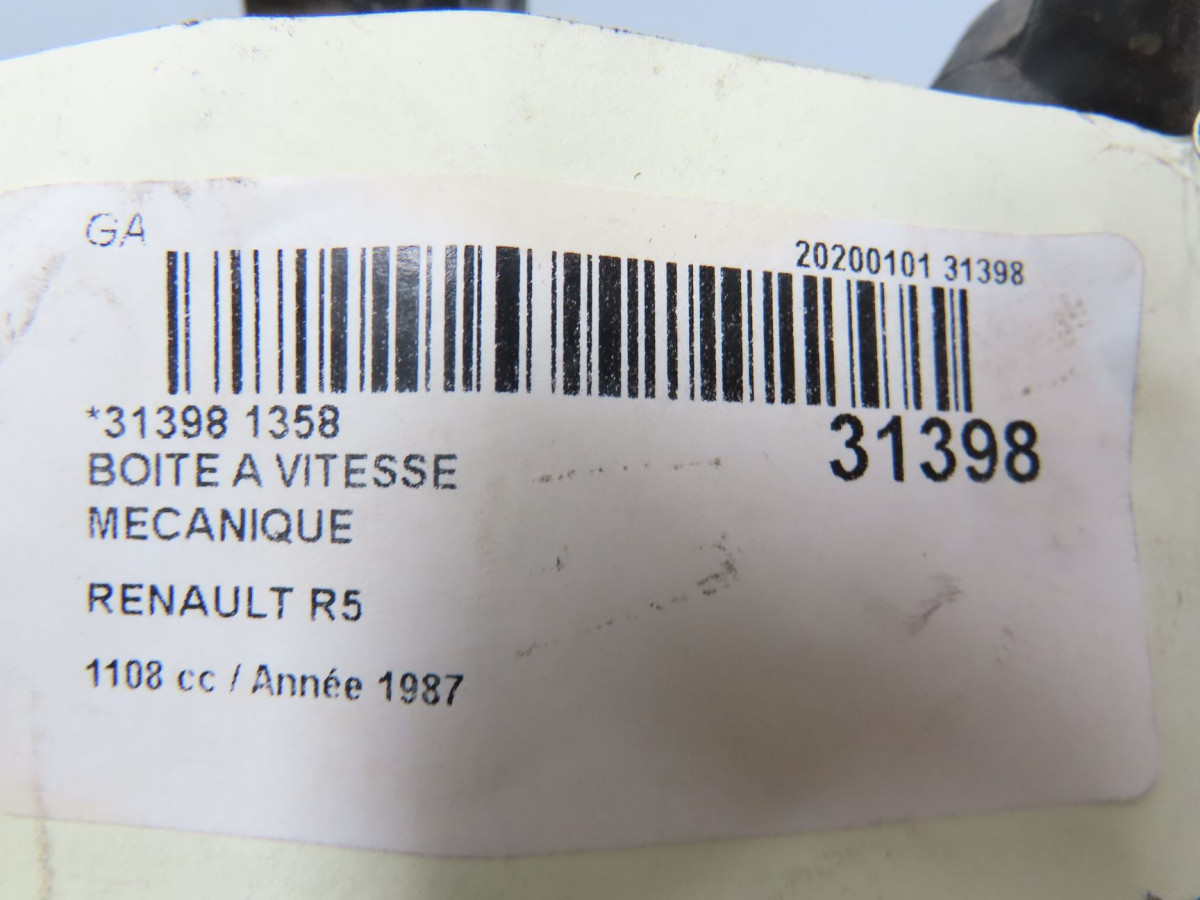 GA
20200101 31398
*31398 1358
31398
BOITE A VITESSE
MECANIQUE
RENAULT R5
1108 cc / Année 1987